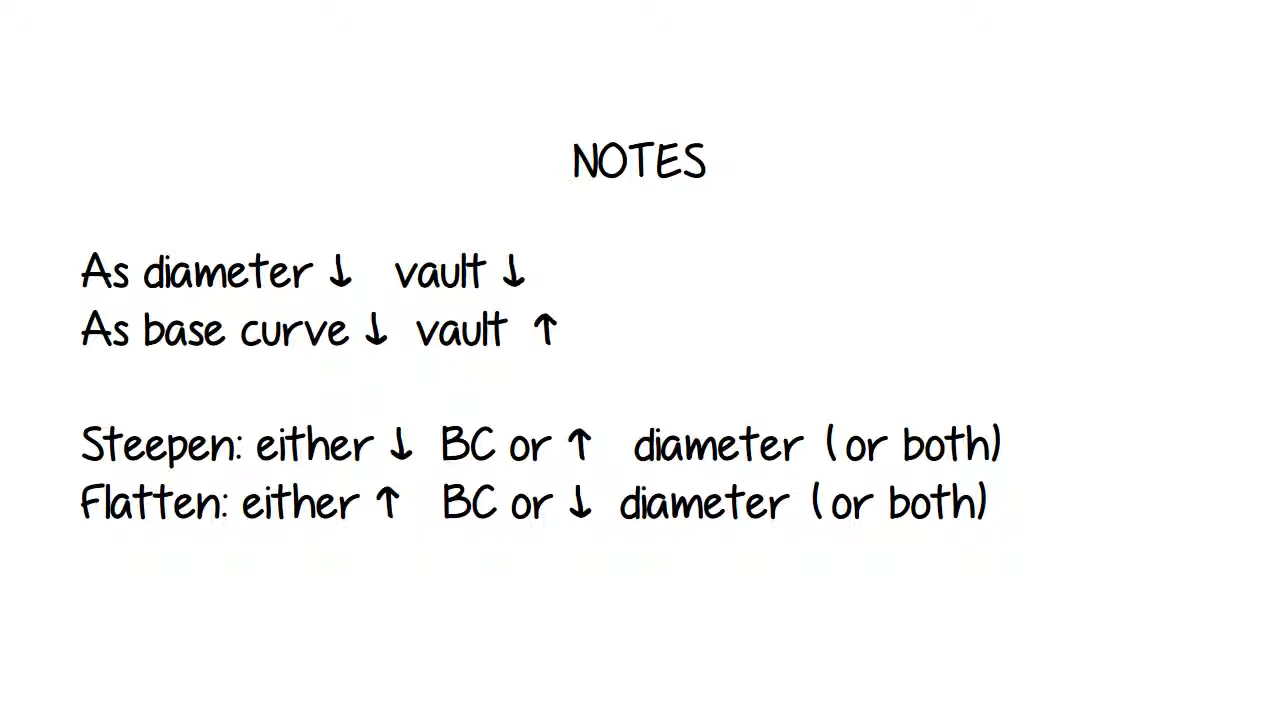 NOTES
As diameter ↓ vault ↓
As base curve ↓ vault ↑
Steepen: either ↓ BC or ↑ diameter (or both)
Flatten: either ↑ BC or ↓ diameter (or both)